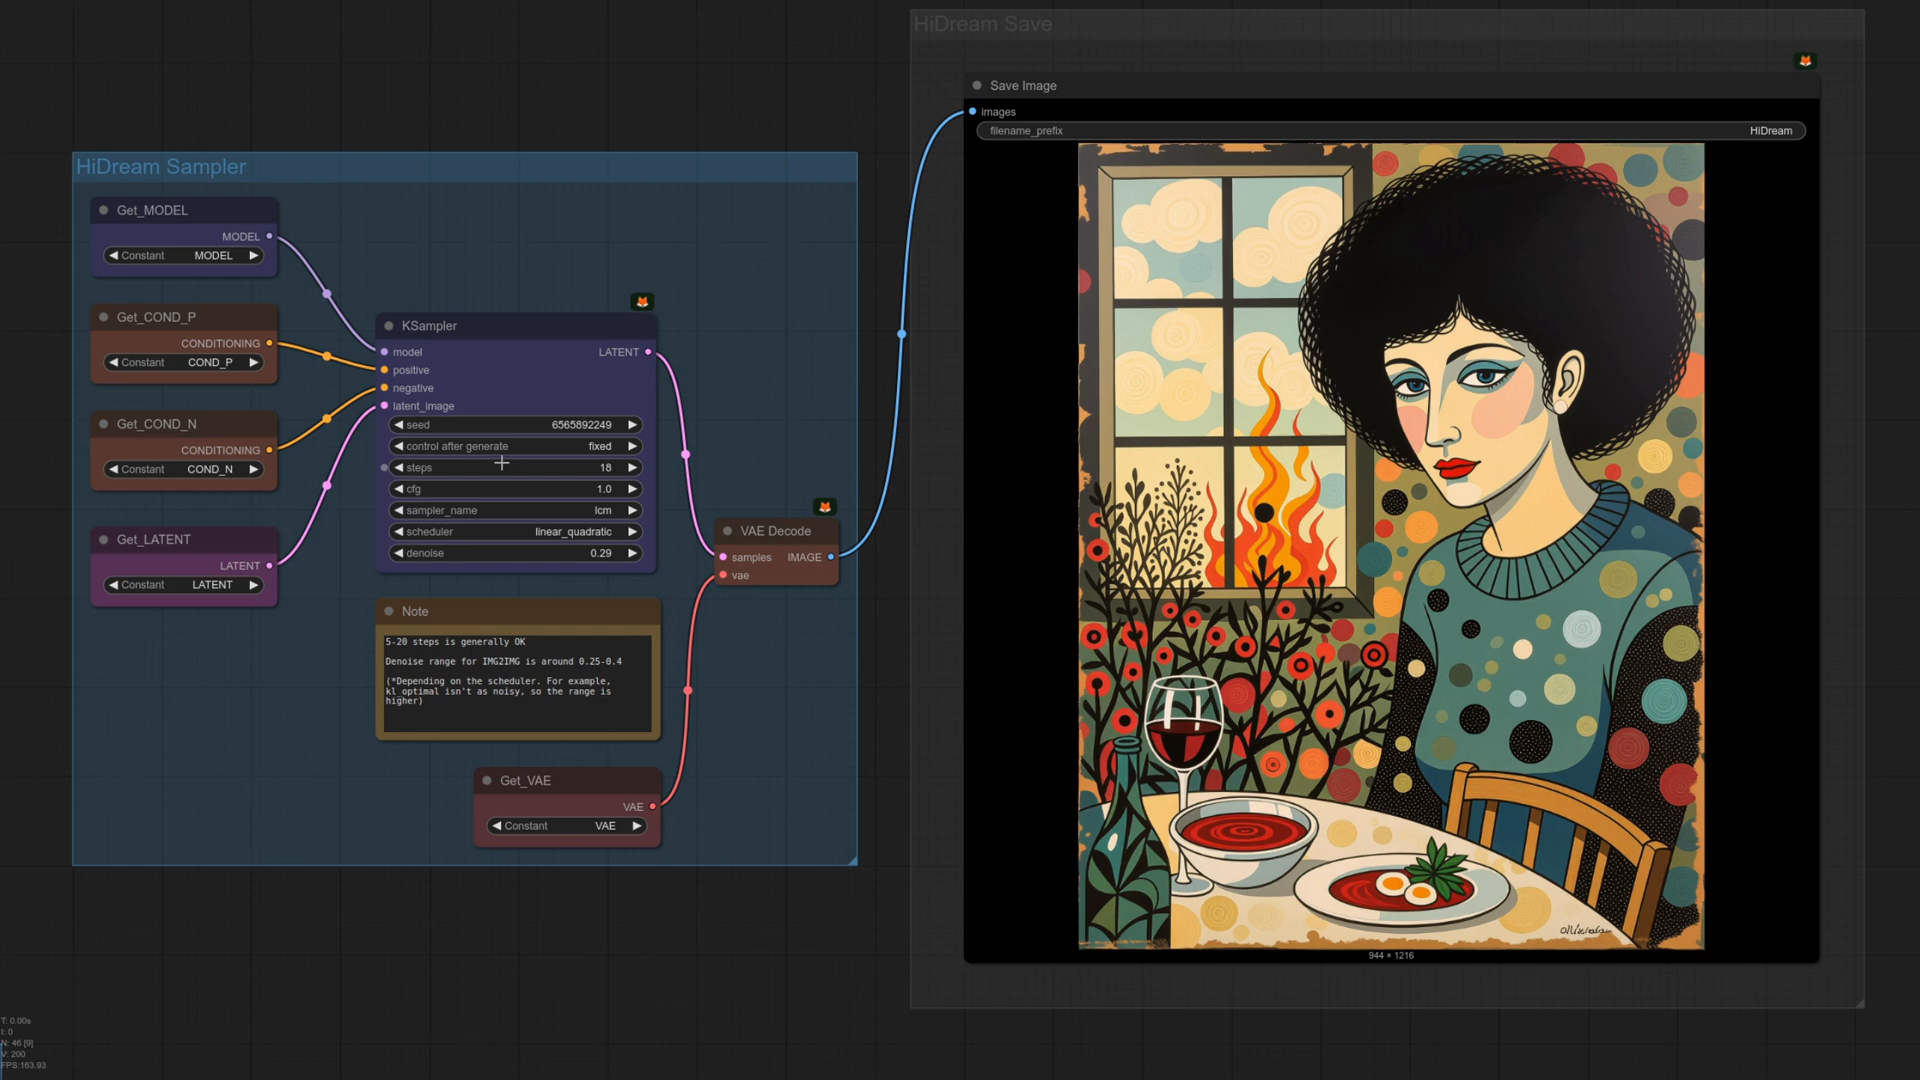 HiDream Save
Save Image
images
filename_prefix HiDream
HiDream Sampler
Get_MODEL
MODEL
Constant MODEL
Get_COND_P
CONDITIONING
Constant COND_P
Get_COND_N
CONDITIONING
Constant COND_N
Get_LATENT
LATENT
Constant LATENT
KSampler
model LATENT
positive
negative
latent_image
seed 6565892249
control after generate fixed
steps 18
cfg 1.0
sampler_name lcm
scheduler linear_quadratic
denoise 0.29
VAE Decode
samples IMAGE
vae
Note
5-20 steps is generally OK
Denoise range for IMG2IMG is around 0.25-0.4
(*Depending on the scheduler. For example,
kl_optimal isn't as noisy, so the range is
higher)
Get_VAE
VAE
Constant VAE
944 × 1216
T: 0.00s
I: 0
N: 46 [9]
V: 200
FPS:163.93